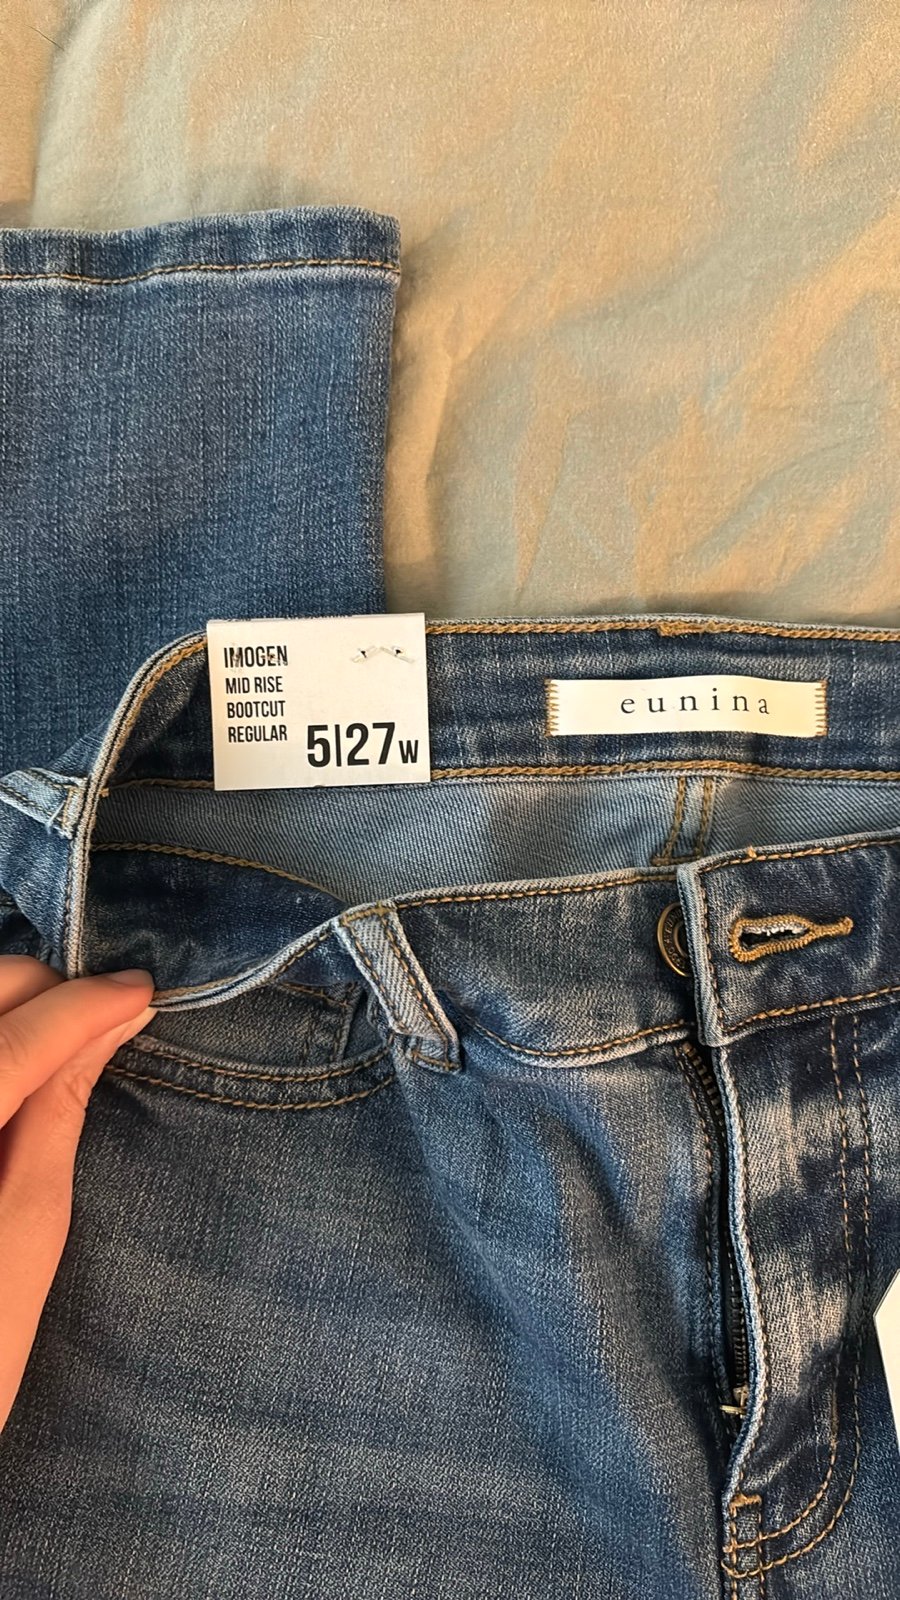 IMOGEN
MID RISE
BOOTCUT
REGULAR
5|27W
eunina